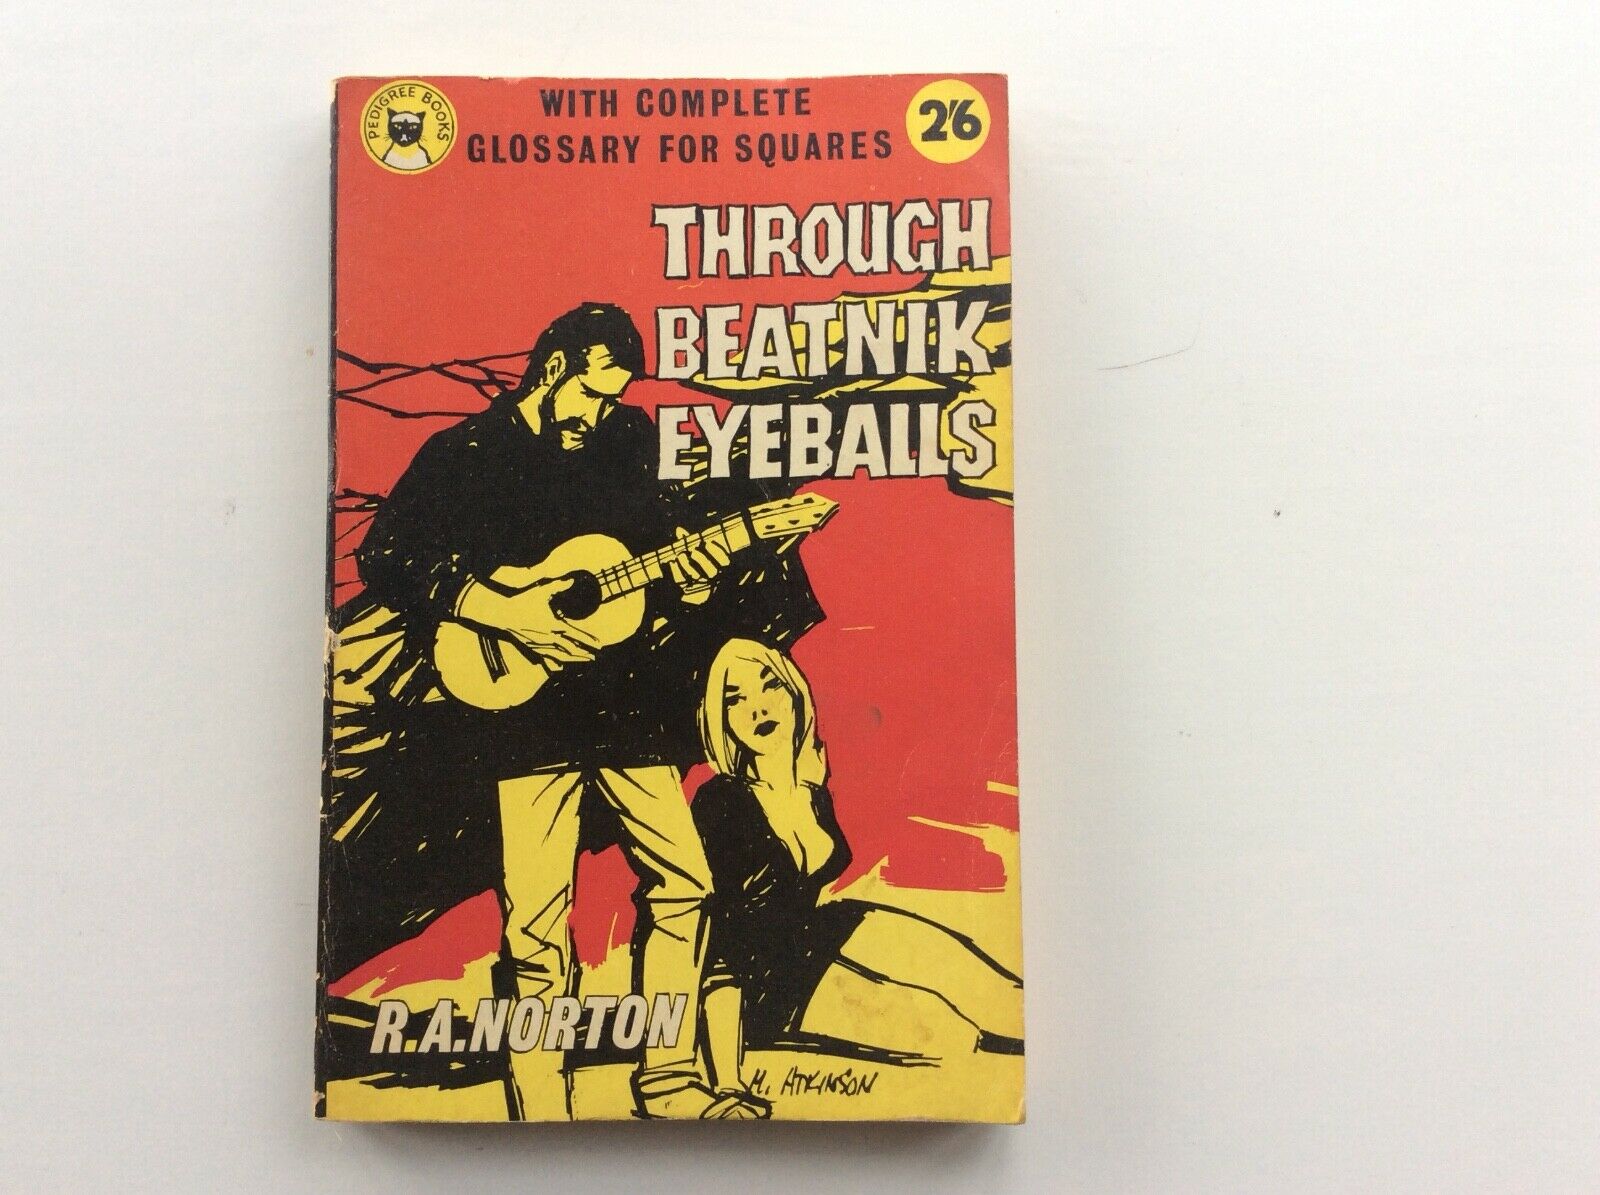 PEDIGREE BOOKS
WITH COMPLETE
GLOSSARY FOR SQUARES
2'6
THROUGH
BEATNIK
EYEBALLS
R.A.NORTON
M. ATKINSON